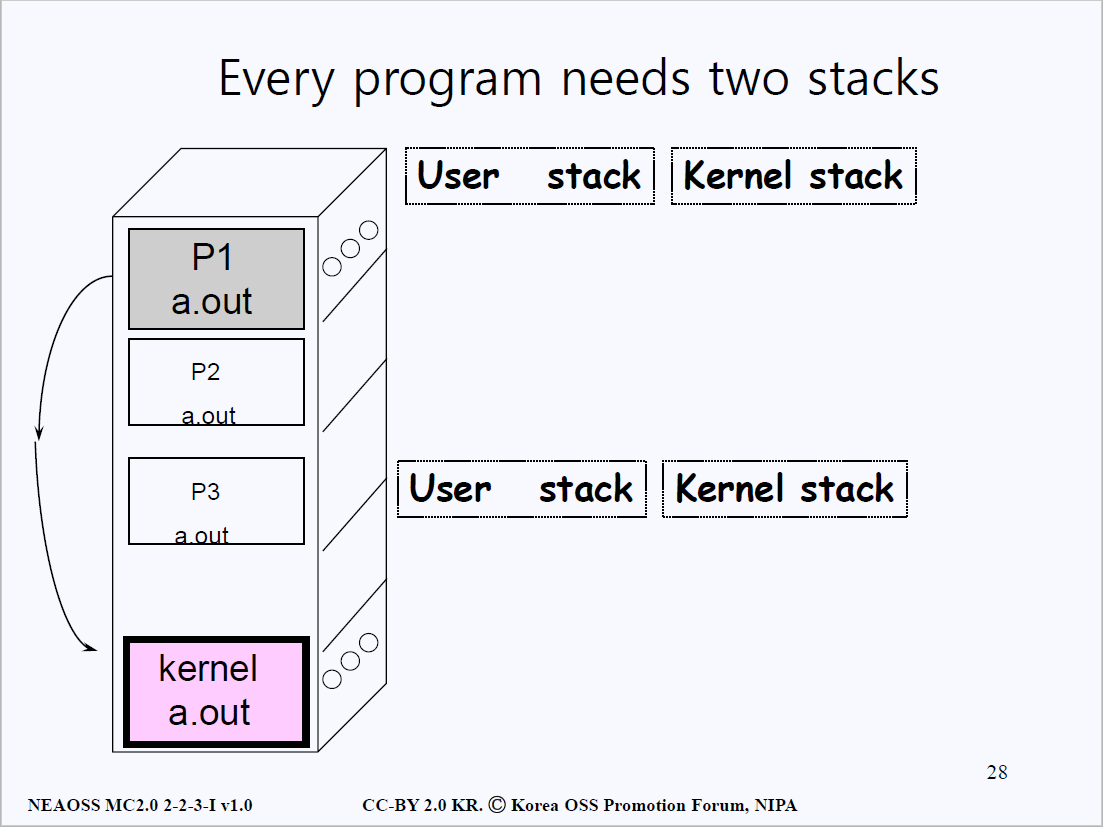 Every program needs two stacks
User stack
Kernel stack
P1
a.out
P2
a.out
P3
a.out
User stack
Kernel stack
kernel
a.out
28
NEAOSS MC2.0 2-2-3-I v1.0
CC-BY 2.0 KR. Ⓒ Korea OSS Promotion Forum, NIPA